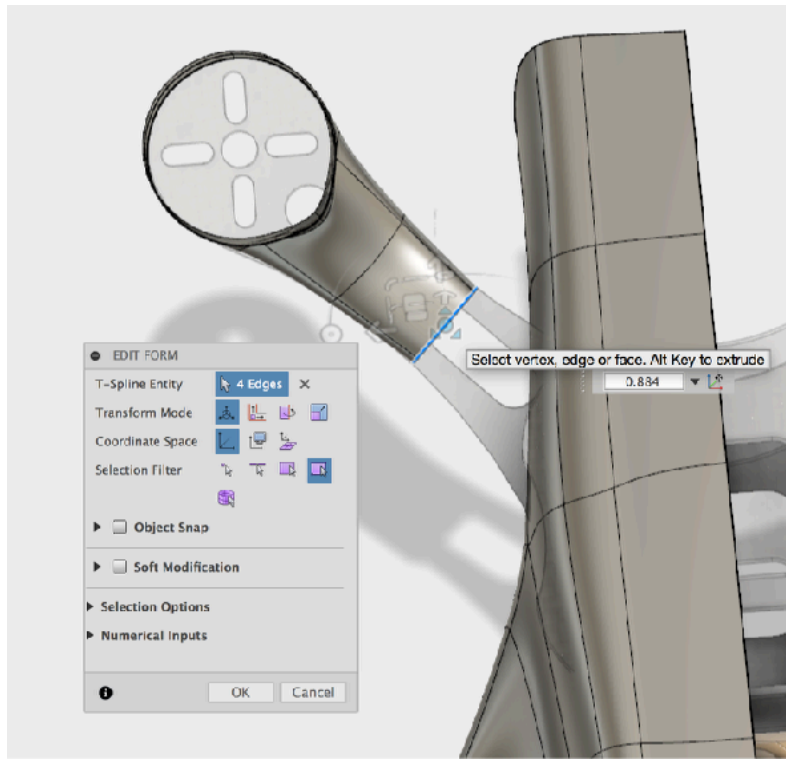 EDIT FORM
T-Spline Entity 4 Edges ×
Transform Mode
Coordinate Space
Selection Filter
Object Snap
Soft Modification
Selection Options
Numerical Inputs
OK Cancel
Select vertex, edge or face. Alt Key to extrude
0.884